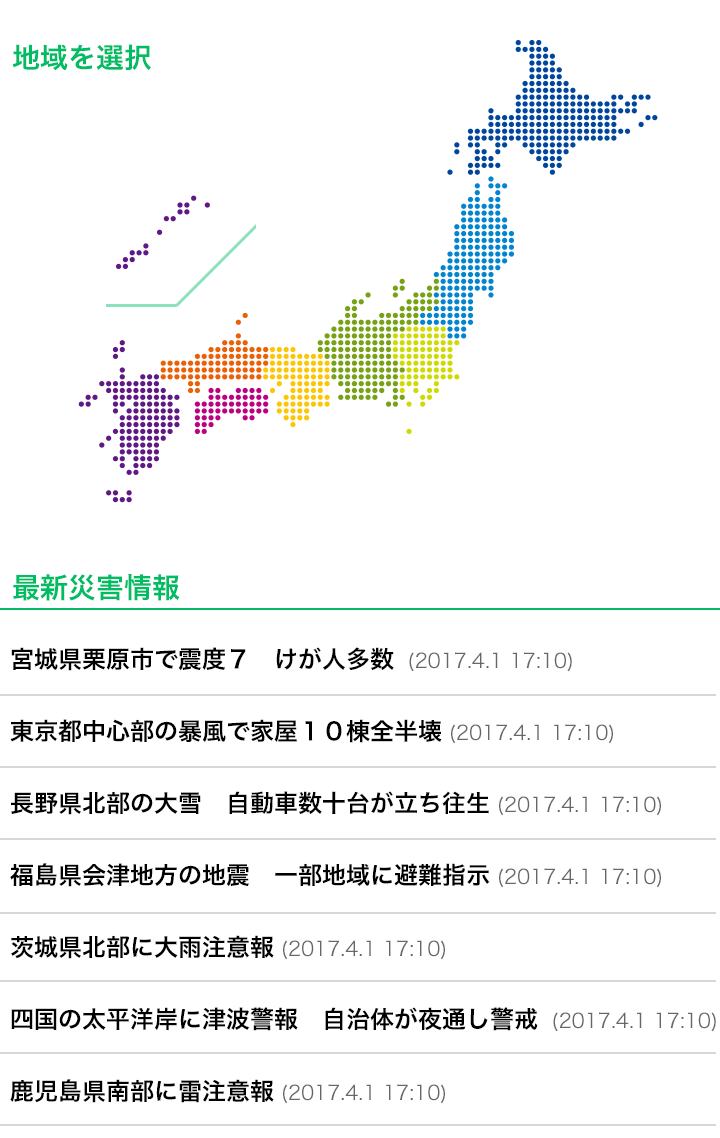 地域を選択
最新災害情報
宮城県栗原市で震度７　けが人多数 (2017.4.1 17:10)
東京都中心部の暴風で家屋１０棟全半壊 (2017.4.1 17:10)
長野県北部の大雪　自動車数十台が立ち往生 (2017.4.1 17:10)
福島県会津地方の地震　一部地域に避難指示 (2017.4.1 17:10)
茨城県北部に大雨注意報 (2017.4.1 17:10)
四国の太平洋岸に津波警報　自治体が夜通し警戒 (2017.4.1 17:10)
鹿児島県南部に雷注意報 (2017.4.1 17:10)